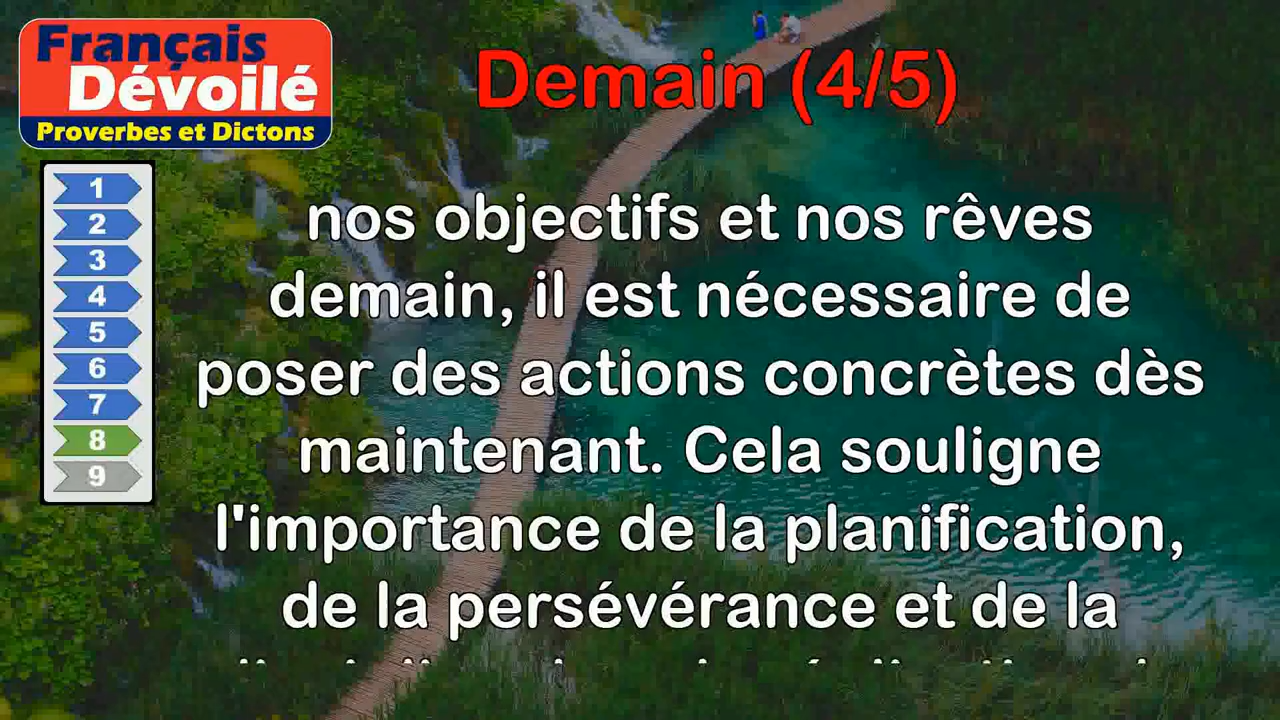 Français
Dévoilé
Proverbes et Dictons
Demain (4/5)
1
2
3
4
5
6
7
8
9
nos objectifs et nos rêves
demain, il est nécessaire de
poser des actions concrètes dès
maintenant. Cela souligne
l'importance de la planification,
de la persévérance et de la